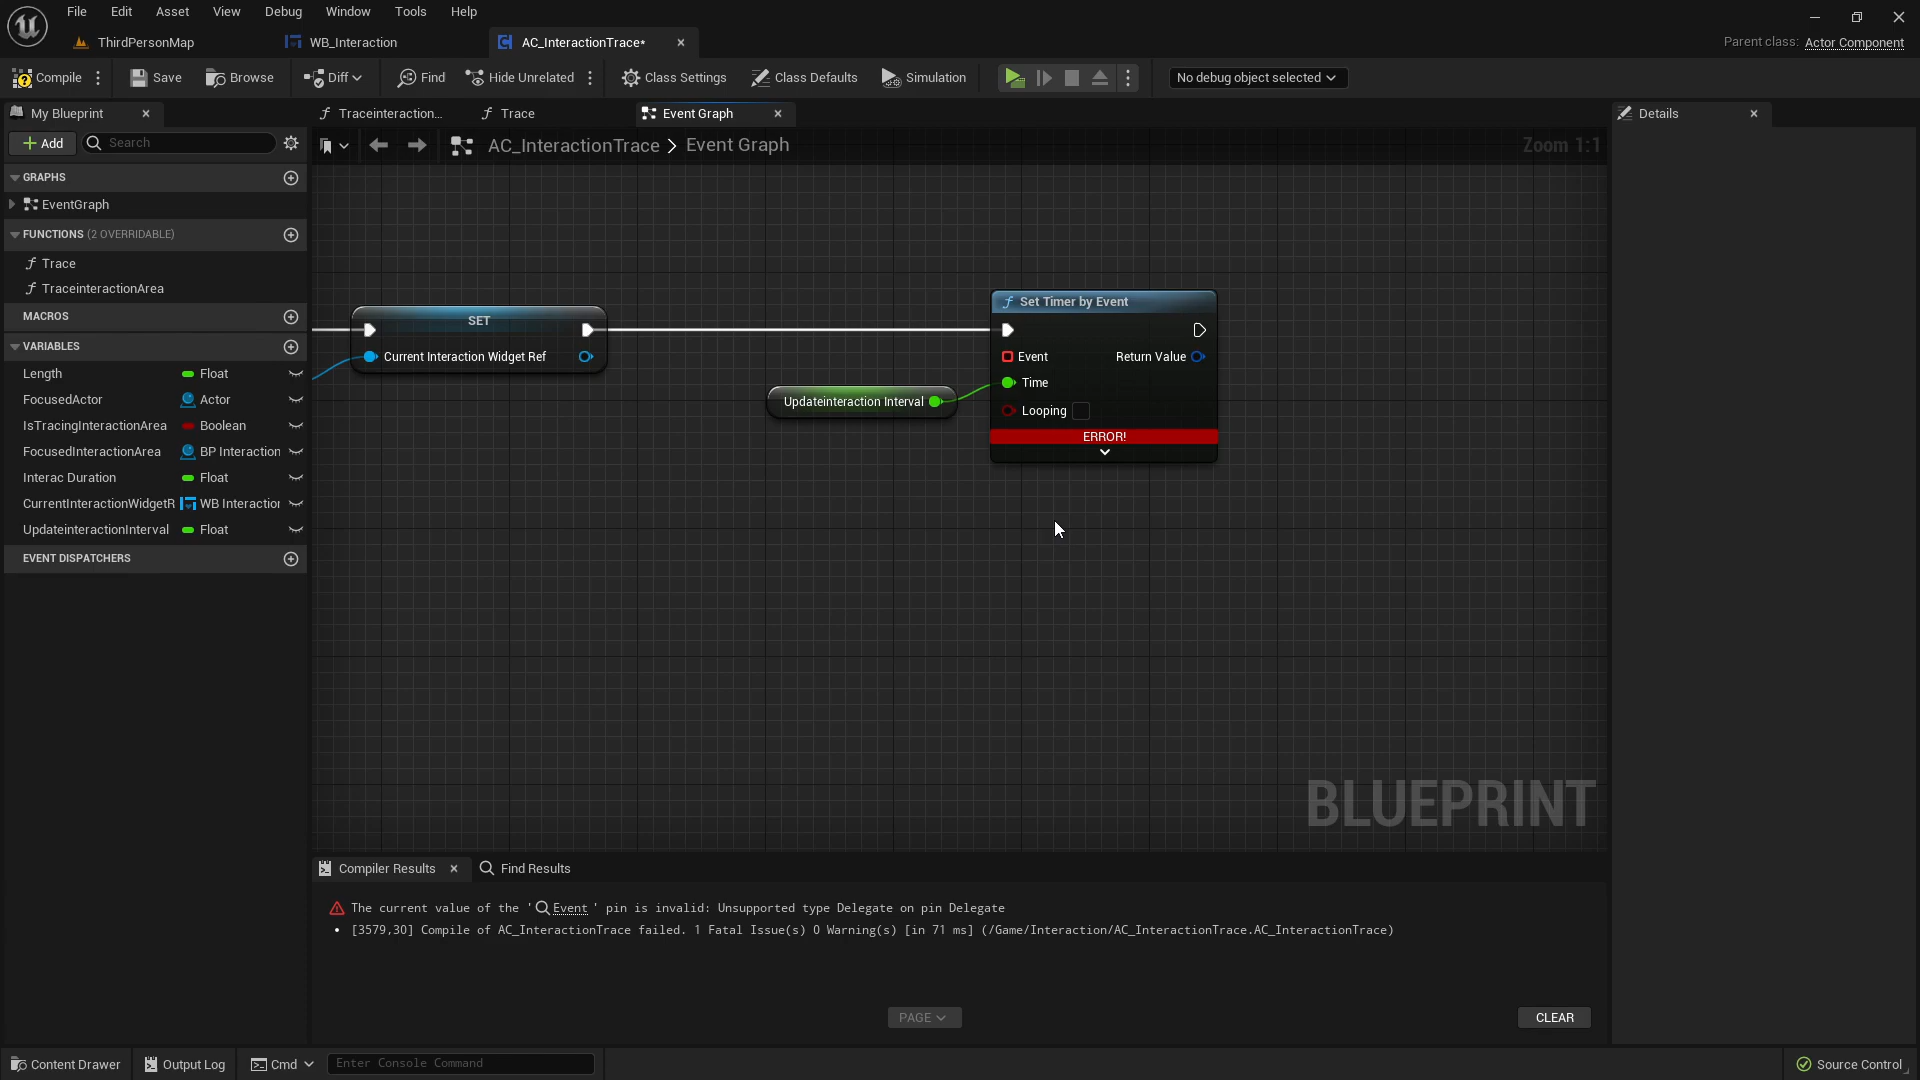 File Edit Asset View Debug Window Tools Help
ThirdPersonMap WB_Interaction AC_InteractionTrace*
Parent class: Actor Component
Compile Save Browse Diff Find Hide Unrelated Class Settings Class Defaults Simulation No debug object selected
My Blueprint Traceinteraction... Trace Event Graph Details
Add Search AC_InteractionTrace > Event Graph Zoom 1:1
GRAPHS
EventGraph
FUNCTIONS (2 OVERRIDABLE)
Trace
TraceinteractionArea
MACROS
VARIABLES
Length Float
FocusedActor Actor
IsTracingInteractionArea Boolean
FocusedInteractionArea BP Interaction
Interac Duration Float
CurrentInteractionWidgetR WB Interaction
UpdateinteractionInterval Float
EVENT DISPATCHERS
SET
Current Interaction Widget Ref
Updateinteraction Interval
Set Timer by Event
Event Return Value
Time
Looping
ERROR!
BLUEPRINT
Compiler Results Find Results
The current value of the ' Event ' pin is invalid: Unsupported type Delegate on pin Delegate
• [3579,30] Compile of AC_InteractionTrace failed. 1 Fatal Issue(s) 0 Warning(s) [in 71 ms] (/Game/Interaction/AC_InteractionTrace.AC_InteractionTrace)
PAGE CLEAR
Content Drawer Output Log Cmd Enter Console Command Source Control